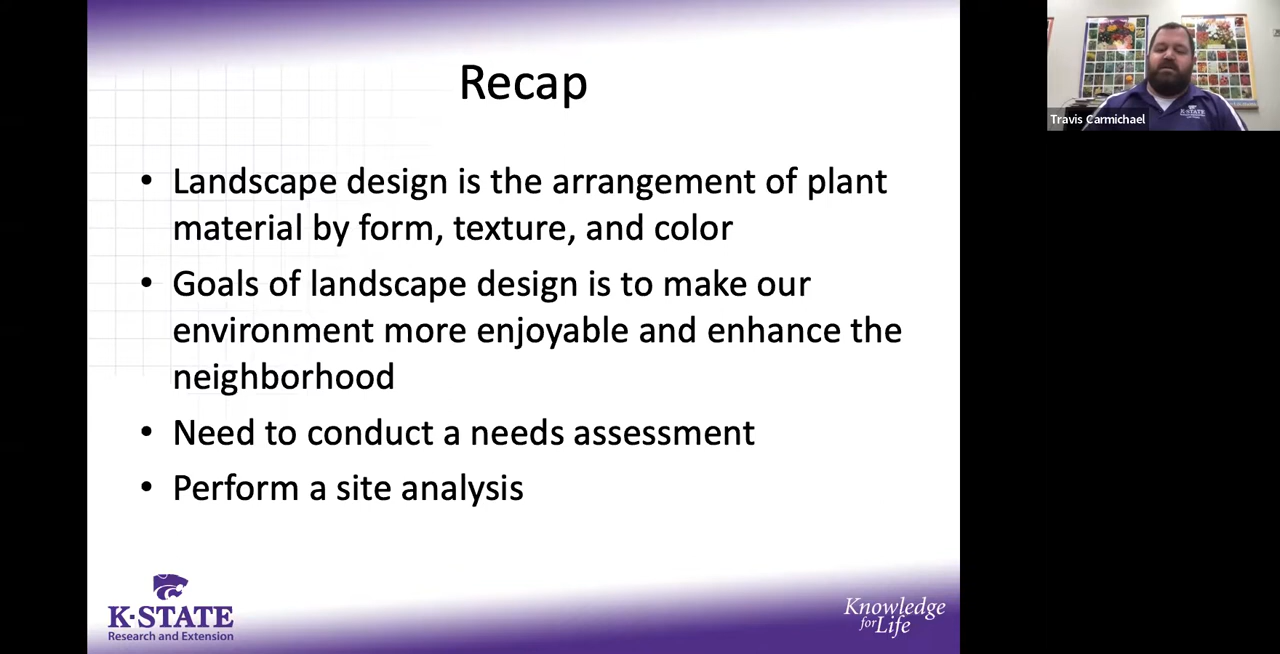 Recap
• Landscape design is the arrangement of plant
material by form, texture, and color
• Goals of landscape design is to make our
environment more enjoyable and enhance the
neighborhood
• Need to conduct a needs assessment
• Perform a site analysis
K-STATE
Research and Extension
Knowledge
for Life
Travis Carmichael
K-STATE